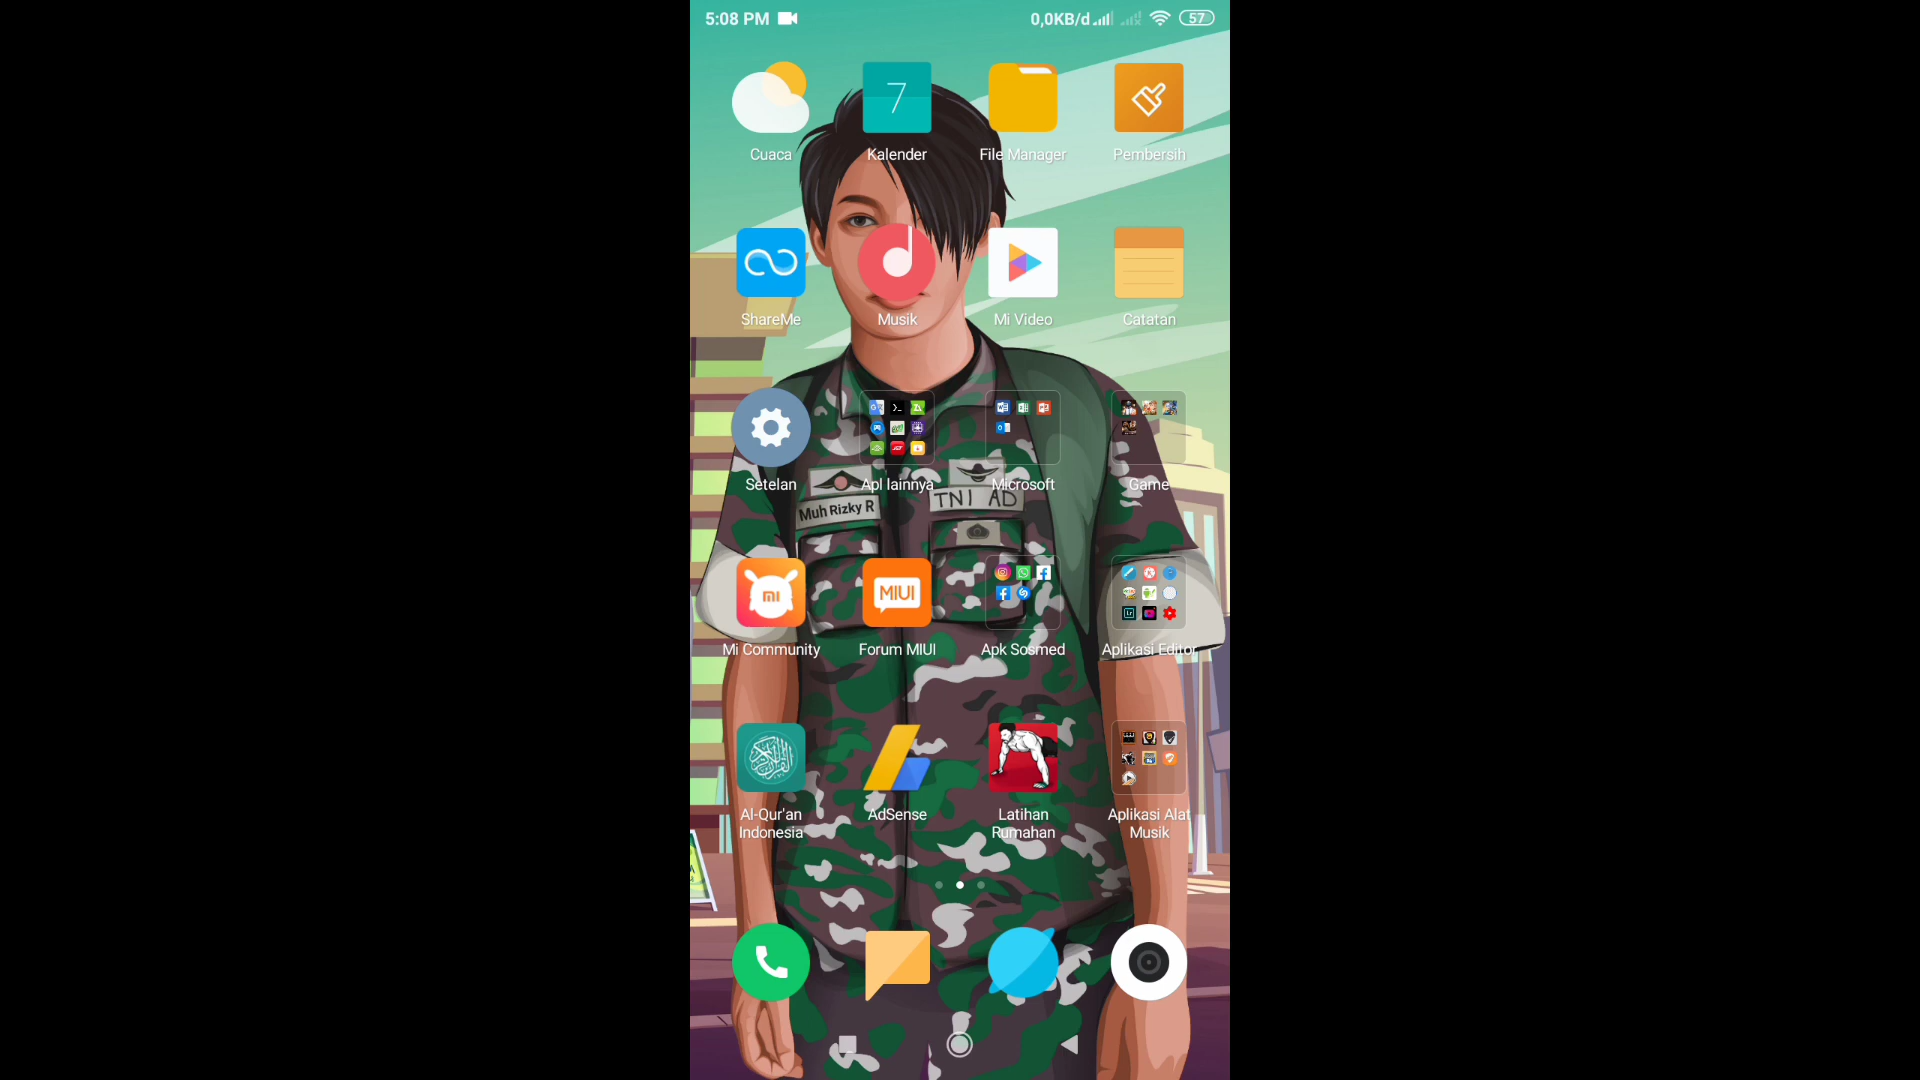 5:08 PM 0,0KB/d 57
7
Cuaca Kalender File Manager Pembersih
ShareMe Musik Mi Video Catatan
Setelan Apl lainnya Microsoft Game
Muh Rizky R TNI AD
mi MIUI
Mi Community Forum MIUI Apk Sosmed Aplikasi Editor
Al-Qur'an AdSense Latihan Aplikasi Alat
Indonesia Rumahan Musik